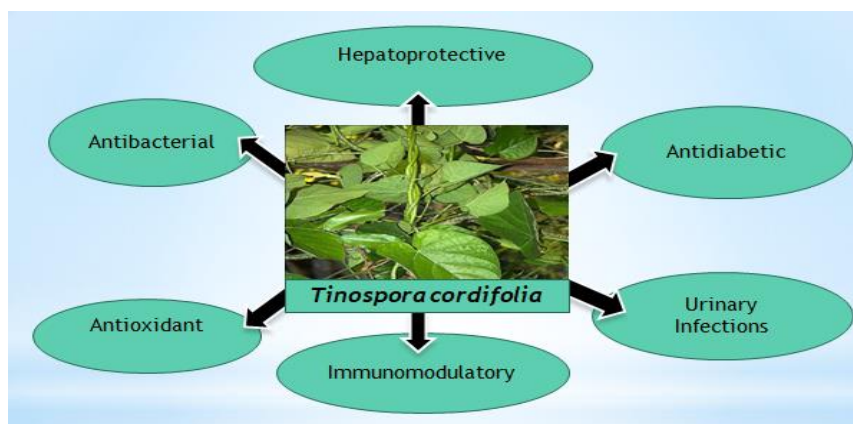 Hepatoprotective
Antibacterial
Antidiabetic
Tinospora cordifolia
Antioxidant
Urinary
Infections
Immunomodulatory